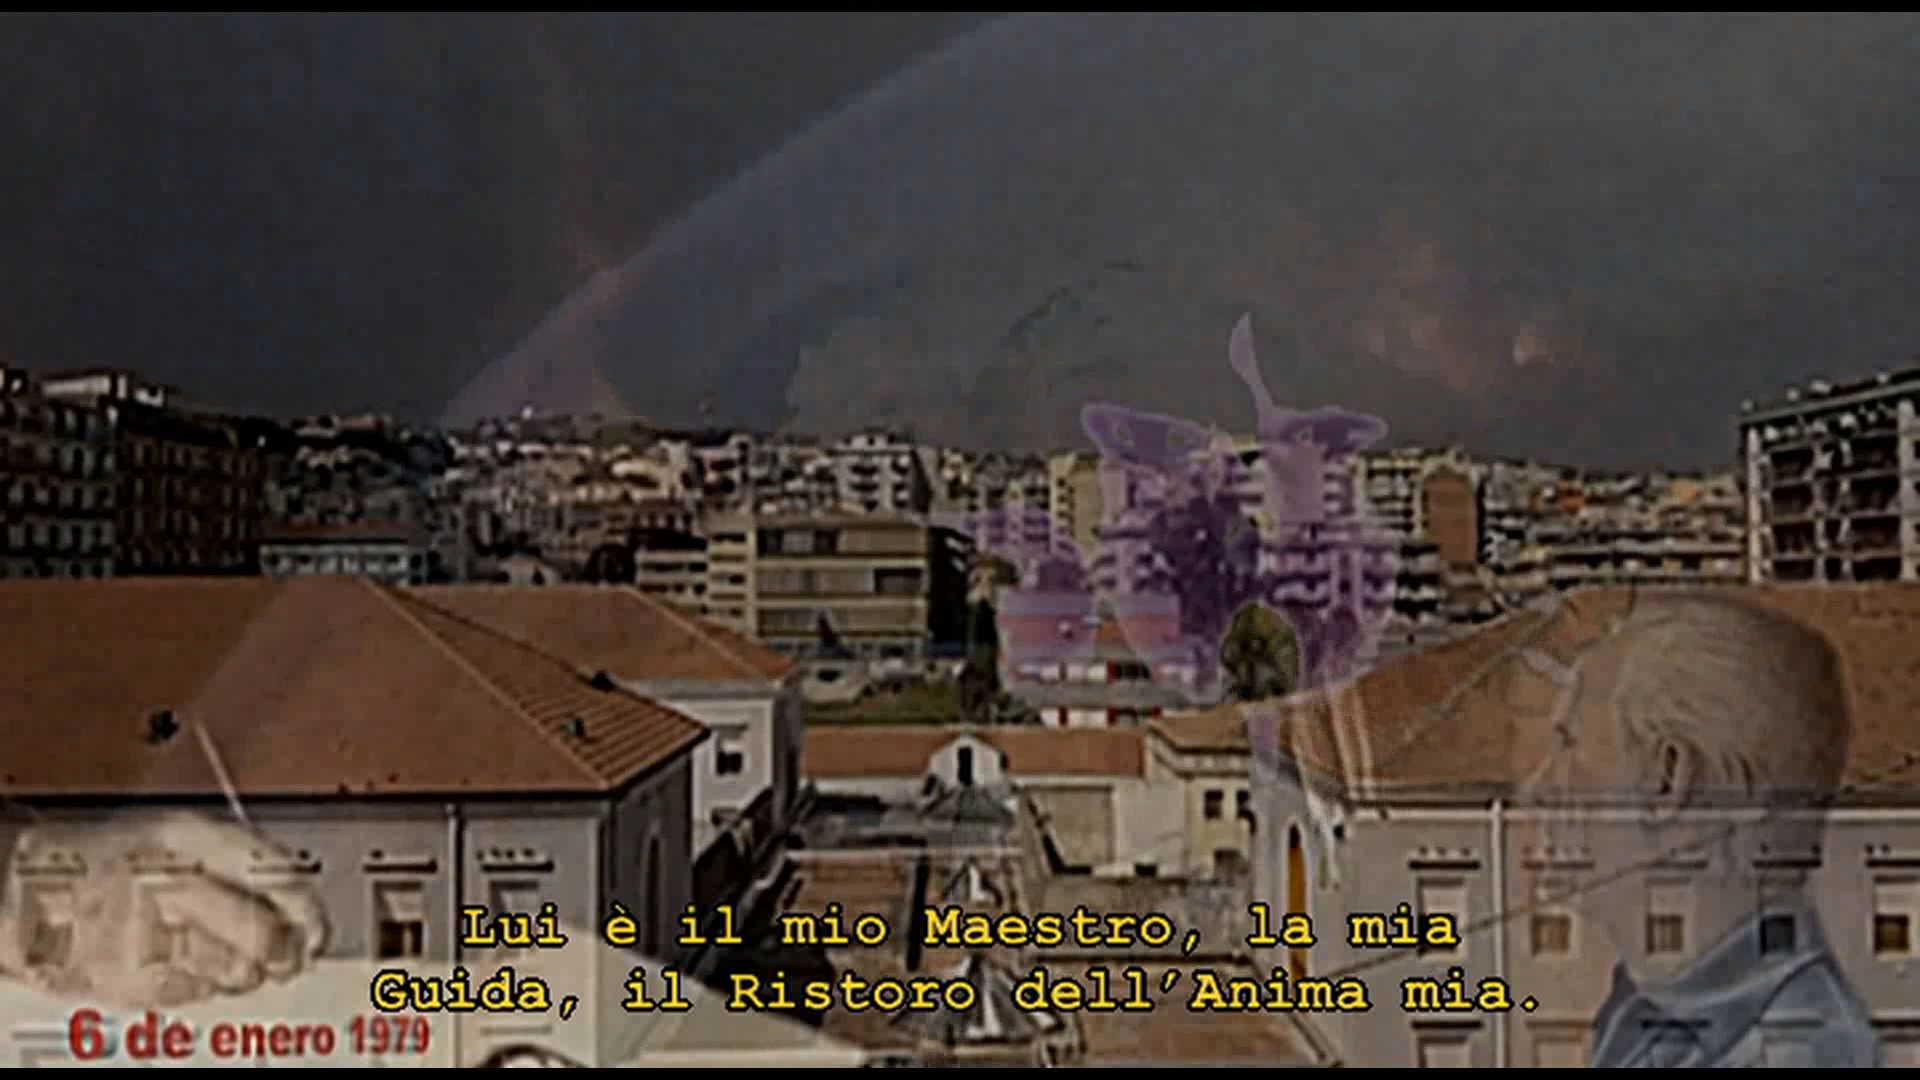 Lui è il mio Maestro, la mia
Guida, il Ristoro dell'Anima mia.
6 de enero 1979